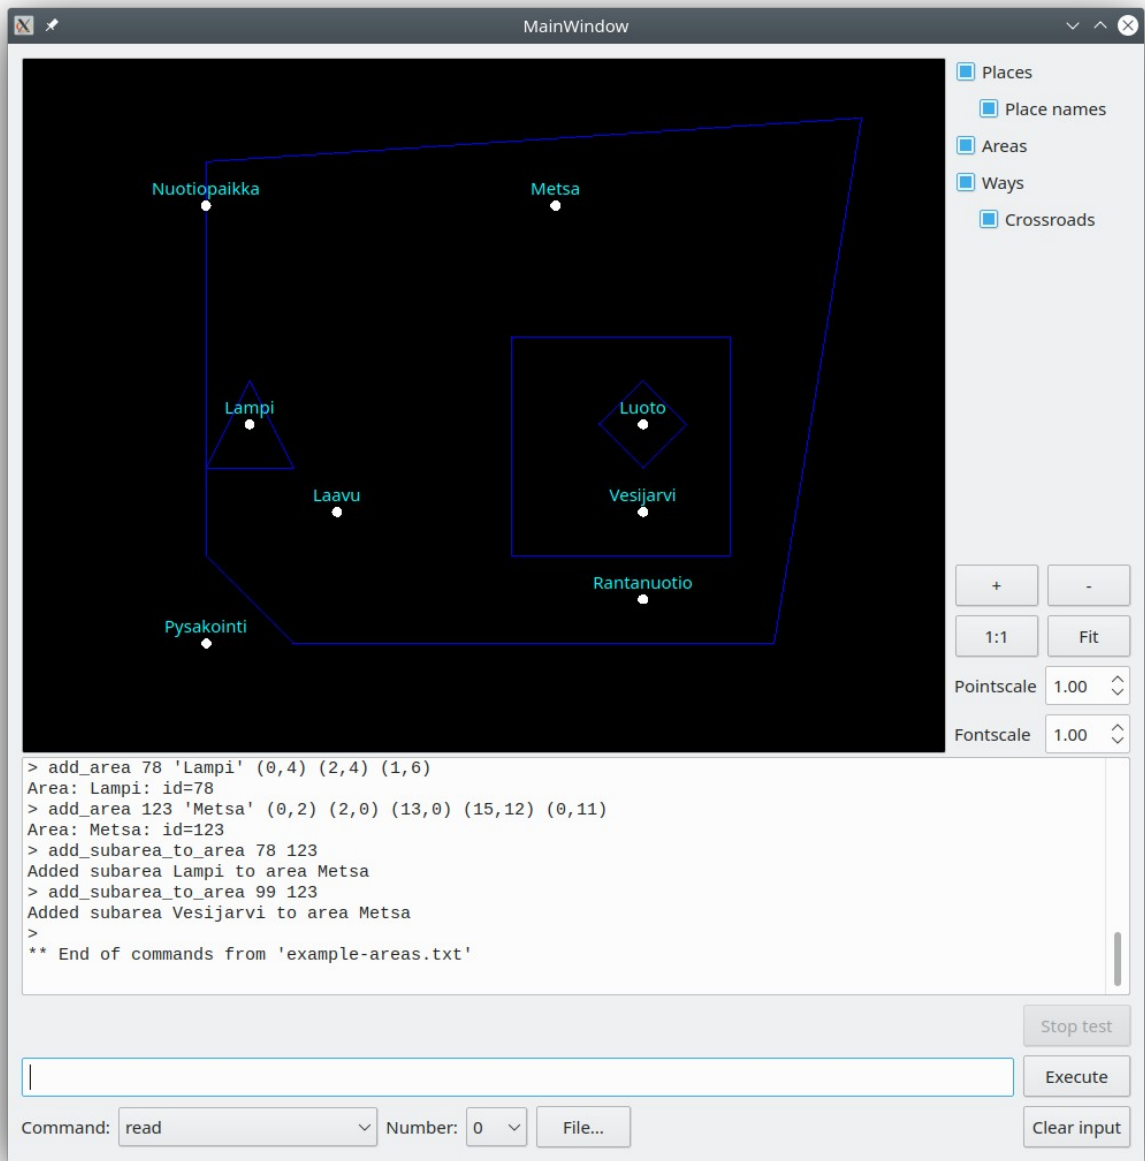 MainWindow
Places
Place names
Areas
Ways
Crossroads
Nuotiopaikka
Metsa
Lampi
Luoto
Laavu
Vesijarvi
Rantanuotio
Pysakointi
+ -
1:1 Fit
Pointscale 1.00
Fontscale 1.00
> add_area 78 'Lampi' (0,4) (2,4) (1,6)
Area: Lampi: id=78
> add_area 123 'Metsa' (0,2) (2,0) (13,0) (15,12) (0,11)
Area: Metsa: id=123
> add_subarea_to_area 78 123
Added subarea Lampi to area Metsa
> add_subarea_to_area 99 123
Added subarea Vesijarvi to area Metsa
>
** End of commands from 'example-areas.txt'
Stop test
Execute
Command: read Number: 0 File... Clear input